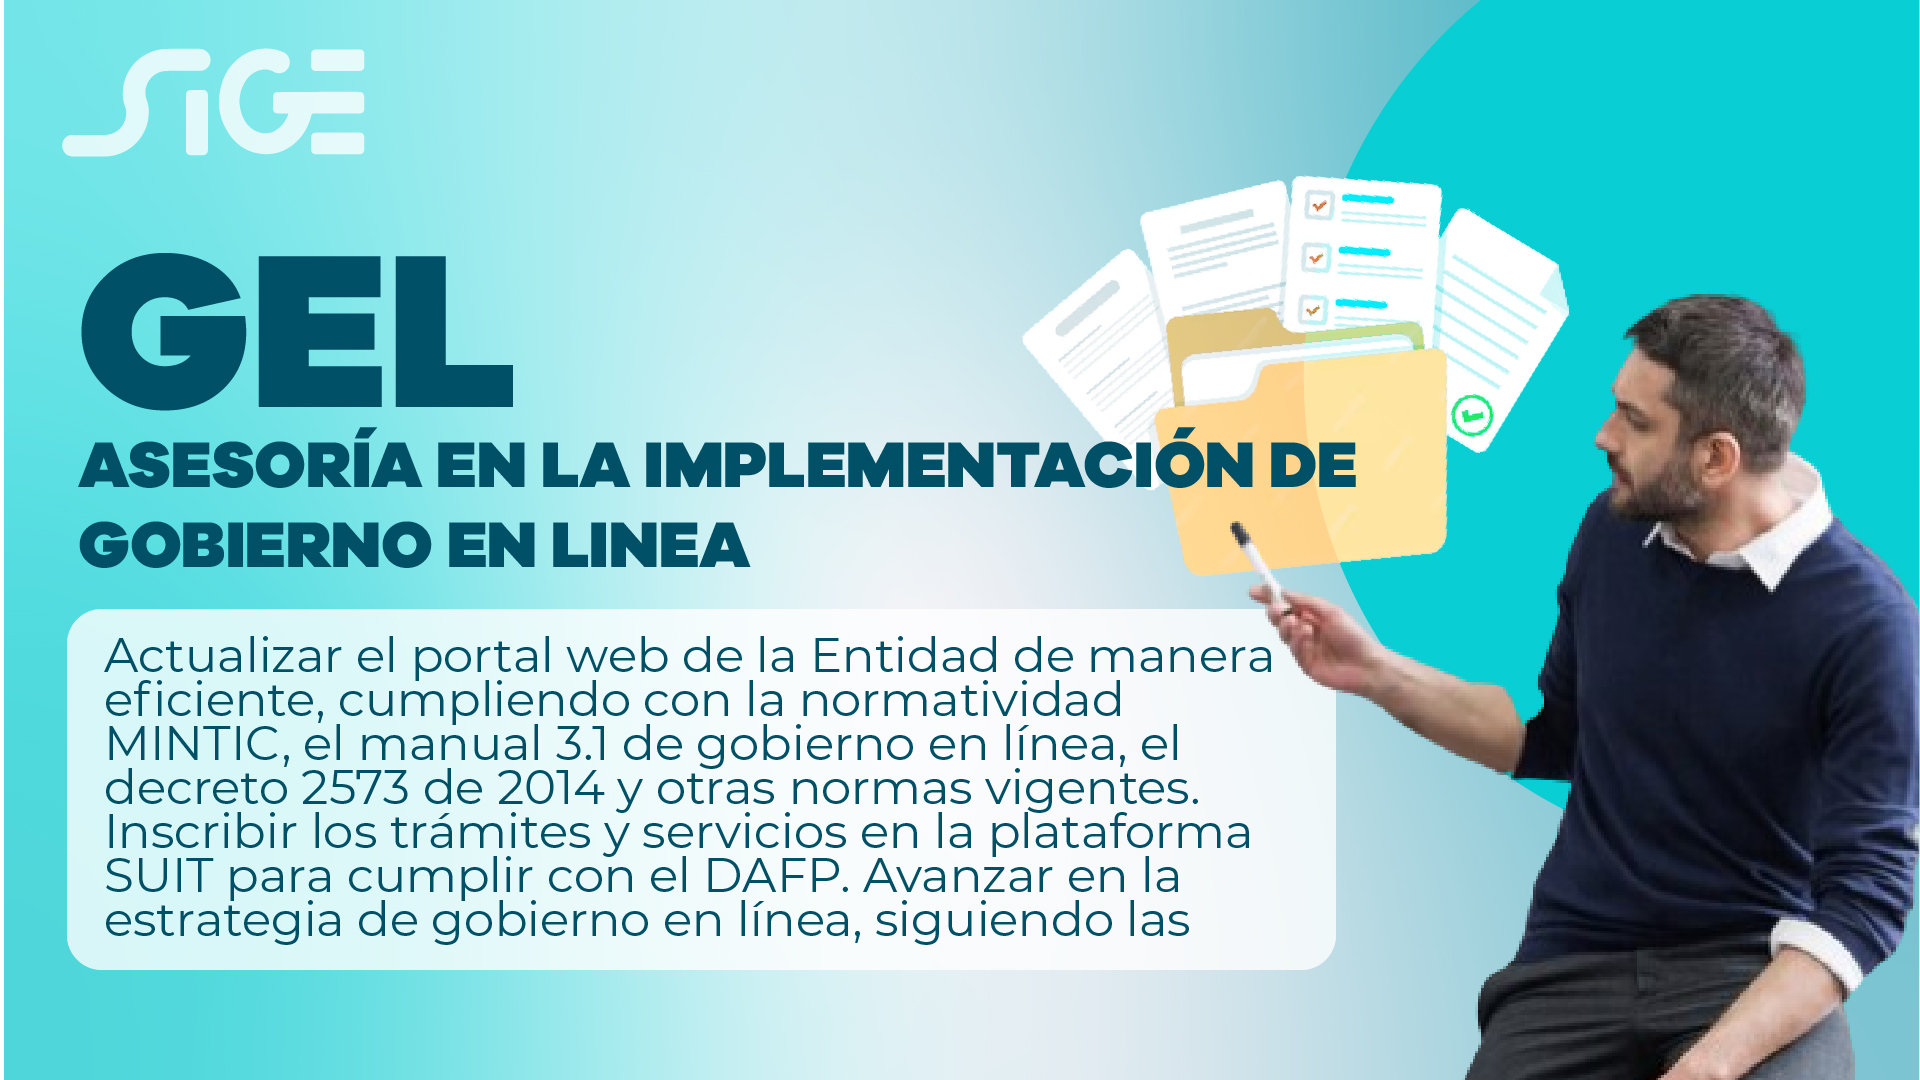 SiGE
GEL
ASESORÍA EN LA IMPLEMENTACIÓN DE
GOBIERNO EN LINEA
Actualizar el portal web de la Entidad de manera
eficiente, cumpliendo con la normatividad
MINTIC, el manual 3.1 de gobierno en línea, el
decreto 2573 de 2014 y otras normas vigentes.
Inscribir los trámites y servicios en la plataforma
SUIT para cumplir con el DAFP. Avanzar en la
estrategia de gobierno en línea, siguiendo las